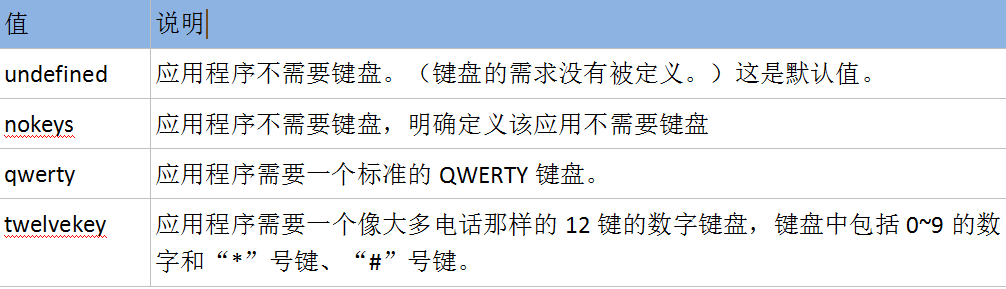 值 说明
undefined 应用程序不需要键盘。（键盘的需求没有被定义。）这是默认值。
nokeys 应用程序不需要键盘，明确定义该应用不需要键盘
qwerty 应用程序需要一个标准的 QWERTY 键盘。
twelvekey 应用程序需要一个像大多电话那样的 12 键的数字键盘，键盘中包括 0~9 的数
字和“*”号键、“#”号键。